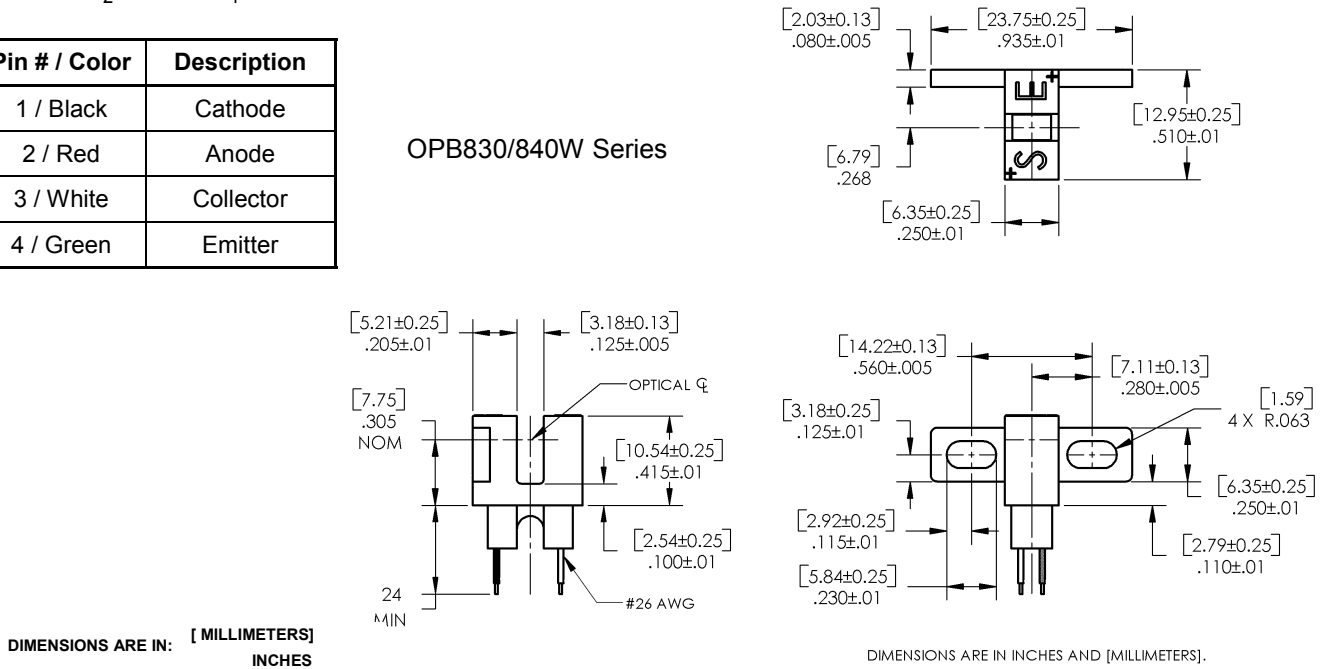 2
Pin # / Color Description
1 / Black Cathode
2 / Red Anode
3 / White Collector
4 / Green Emitter
OPB830/840W Series
[2.03±0.13]
.080±.005
[23.75±0.25]
.935±.01
E
S
[12.95±0.25]
.510±.01
[6.79]
.268
[6.35±0.25]
.250±.01
[5.21±0.25]
.205±.01
[3.18±0.13]
.125±.005
OPTICAL ℄
[7.75]
.305
NOM
[10.54±0.25]
.415±.01
[2.54±0.25]
.100±.01
24
MIN
#26 AWG
[14.22±0.13]
.560±.005
[7.11±0.13]
.280±.005
[1.59]
4 X R.063
[3.18±0.25]
.125±.01
[6.35±0.25]
.250±.01
[2.92±0.25]
.115±.01
[2.79±0.25]
.110±.01
[5.84±0.25]
.230±.01
DIMENSIONS ARE IN: [ MILLIMETERS]
INCHES
DIMENSIONS ARE IN INCHES AND [MILLIMETERS].